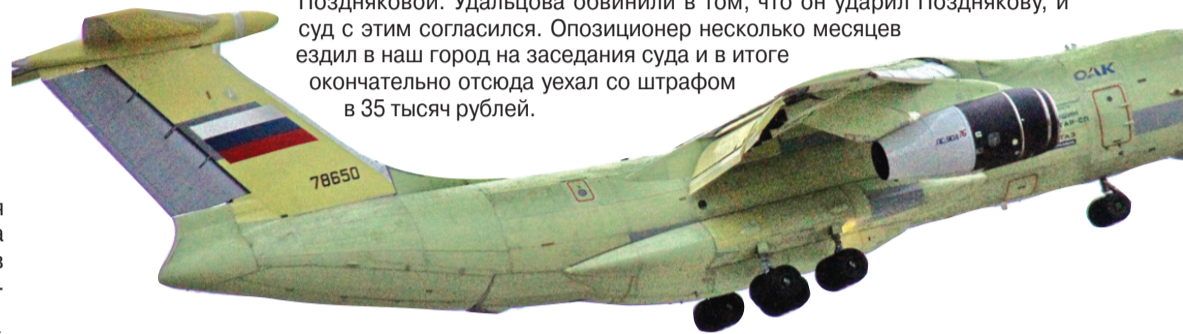 Поздняковой. Удальцова обвинили в том, что он ударил Позднякову, и
суд с этим согласился. Опозиционер несколько месяцев
ездил в наш город на заседания суда и в итоге
окончательно отсюда уехал со штрафом
в 35 тысяч рублей.
ОАК
78650
я
а
в